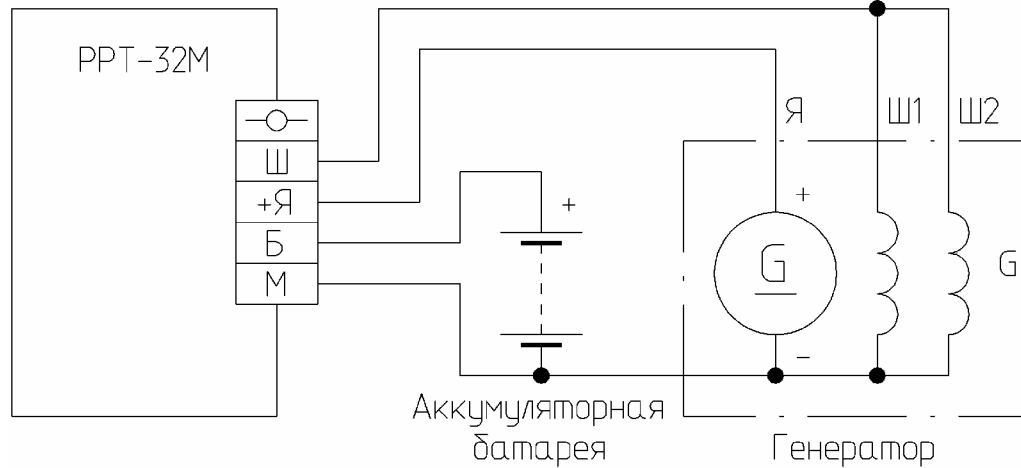 РРТ-32М
Ш
+Я
Б
М
+
Я
Ш1
Ш2
+
G
G
−
Аккумуляторная
батарея
Генератор